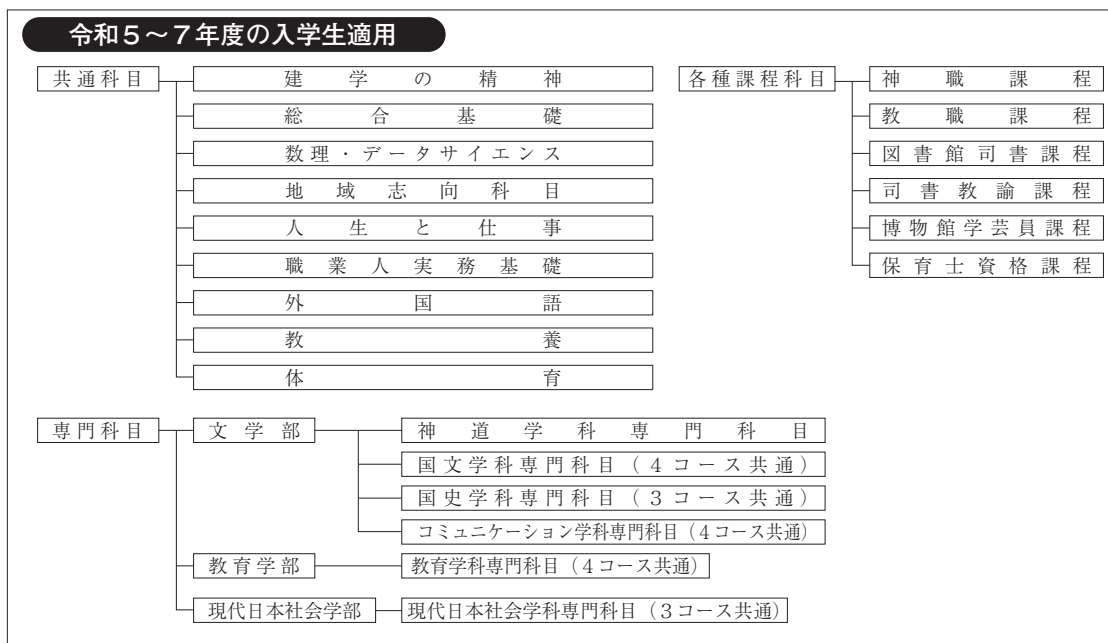 令和５～７年度の入学生適用
共通科目
建学の精神
総合基礎
数理・データサイエンス
地域志向科目
人生と仕事
職業人実務基礎
外国語
教養
体育
各種課程科目
神職課程
教職課程
図書館司書課程
司書教諭課程
博物館学芸員課程
保育士資格課程
専門科目
文学部
神道学科専門科目
国文学科専門科目（４コース共通）
国史学科専門科目（３コース共通）
コミュニケーション学科専門科目（４コース共通）
教育学部
教育学科専門科目（４コース共通）
現代日本社会学部
現代日本社会学科専門科目（３コース共通）